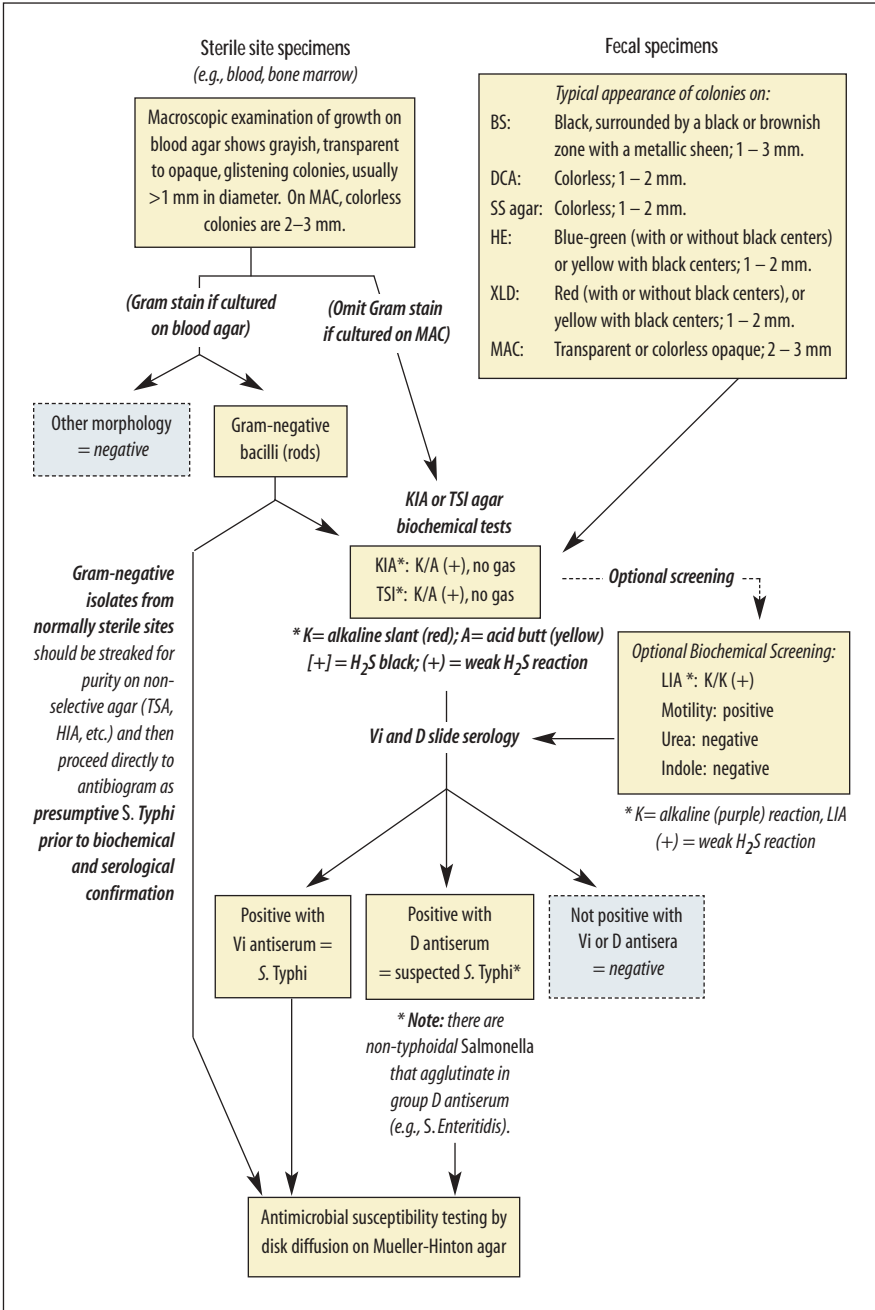 Sterile site specimens
(e.g., blood, bone marrow)
Macroscopic examination of growth on
blood agar shows grayish, transparent
to opaque, glistening colonies, usually
>1 mm in diameter. On MAC, colorless
colonies are 2–3 mm.
Fecal specimens
Typical appearance of colonies on:
BS: Black, surrounded by a black or brownish
zone with a metallic sheen; 1 – 3 mm.
DCA: Colorless; 1 – 2 mm.
SS agar: Colorless; 1 – 2 mm.
HE: Blue-green (with or without black centers)
or yellow with black centers; 1 – 2 mm.
XLD: Red (with or without black centers), or
yellow with black centers; 1 – 2 mm.
MAC: Transparent or colorless opaque; 2 – 3 mm
(Gram stain if cultured
on blood agar)
(Omit Gram stain
if cultured on MAC)
Other morphology
= negative
Gram-negative
bacilli (rods)
KIA or TSI agar
biochemical tests
KIA*: K/A (+), no gas
TSI*: K/A (+), no gas
* K= alkaline slant (red); A= acid butt (yellow)
[+] = H₂S black; (+) = weak H₂S reaction
Optional screening
Optional Biochemical Screening:
LIA *: K/K (+)
Motility: positive
Urea: negative
Indole: negative
* K= alkaline (purple) reaction, LIA
(+) = weak H₂S reaction
Gram-negative
isolates from
normally sterile sites
should be streaked for
purity on non-
selective agar (TSA,
HIA, etc.) and then
proceed directly to
antibiogram as
presumptive S. Typhi
prior to biochemical
and serological
confirmation
Vi and D slide serology
Positive with
Vi antiserum =
S. Typhi
Positive with
D antiserum
= suspected S. Typhi*
Not positive with
Vi or D antisera
= negative
* Note: there are
non-typhoidal Salmonella
that agglutinate in
group D antiserum
(e.g., S. Enteritidis).
Antimicrobial susceptibility testing by
disk diffusion on Mueller-Hinton agar